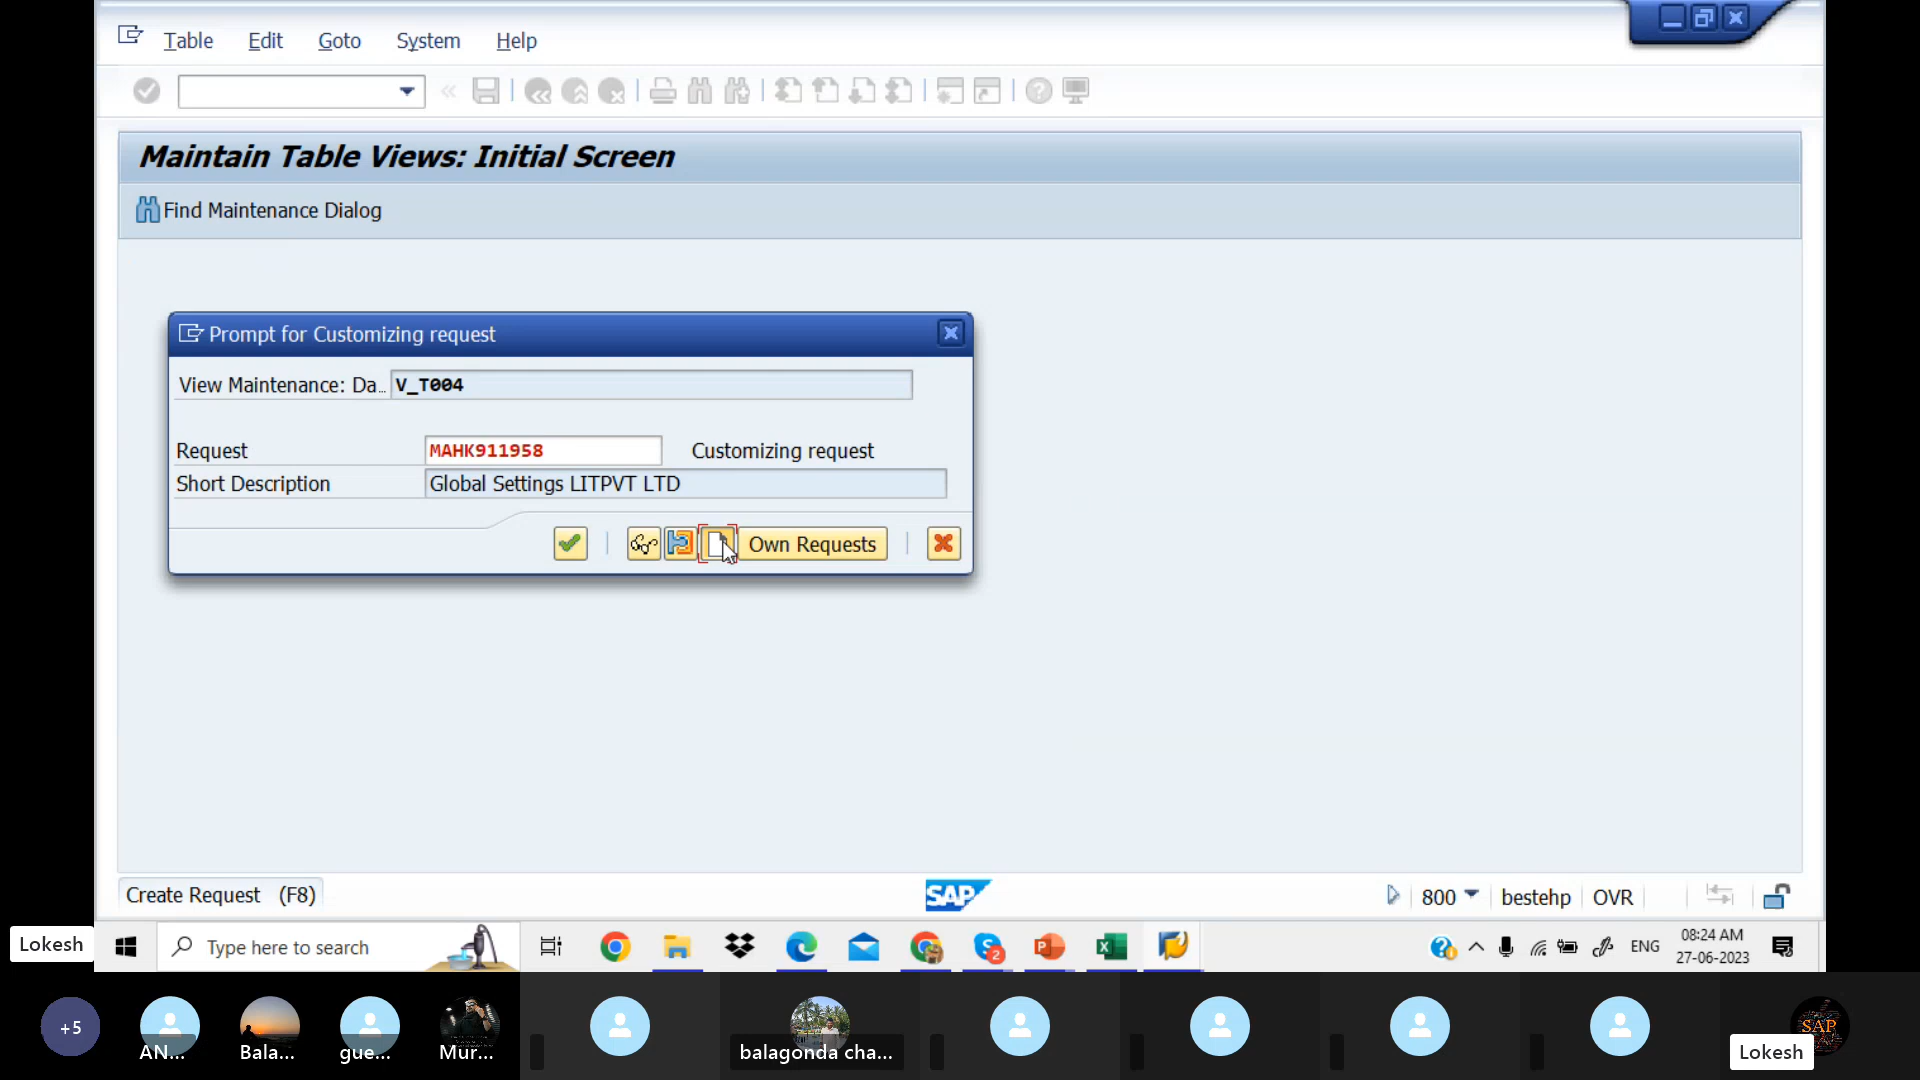 Table Edit Goto System Help
Maintain Table Views: Initial Screen
Find Maintenance Dialog
Prompt for Customizing request
View Maintenance: Da.. V_T004
Request MAHK911958 Customizing request
Short Description Global Settings LITPVT LTD
Own Requests
Create Request (F8)
SAP
800 bestehp OVR
Lokesh
Type here to search
2
ENG
08:24 AM
27-06-2023
+5
AN...
Bala...
gue...
Mur...
balagonda cha...
SAP
Lokesh